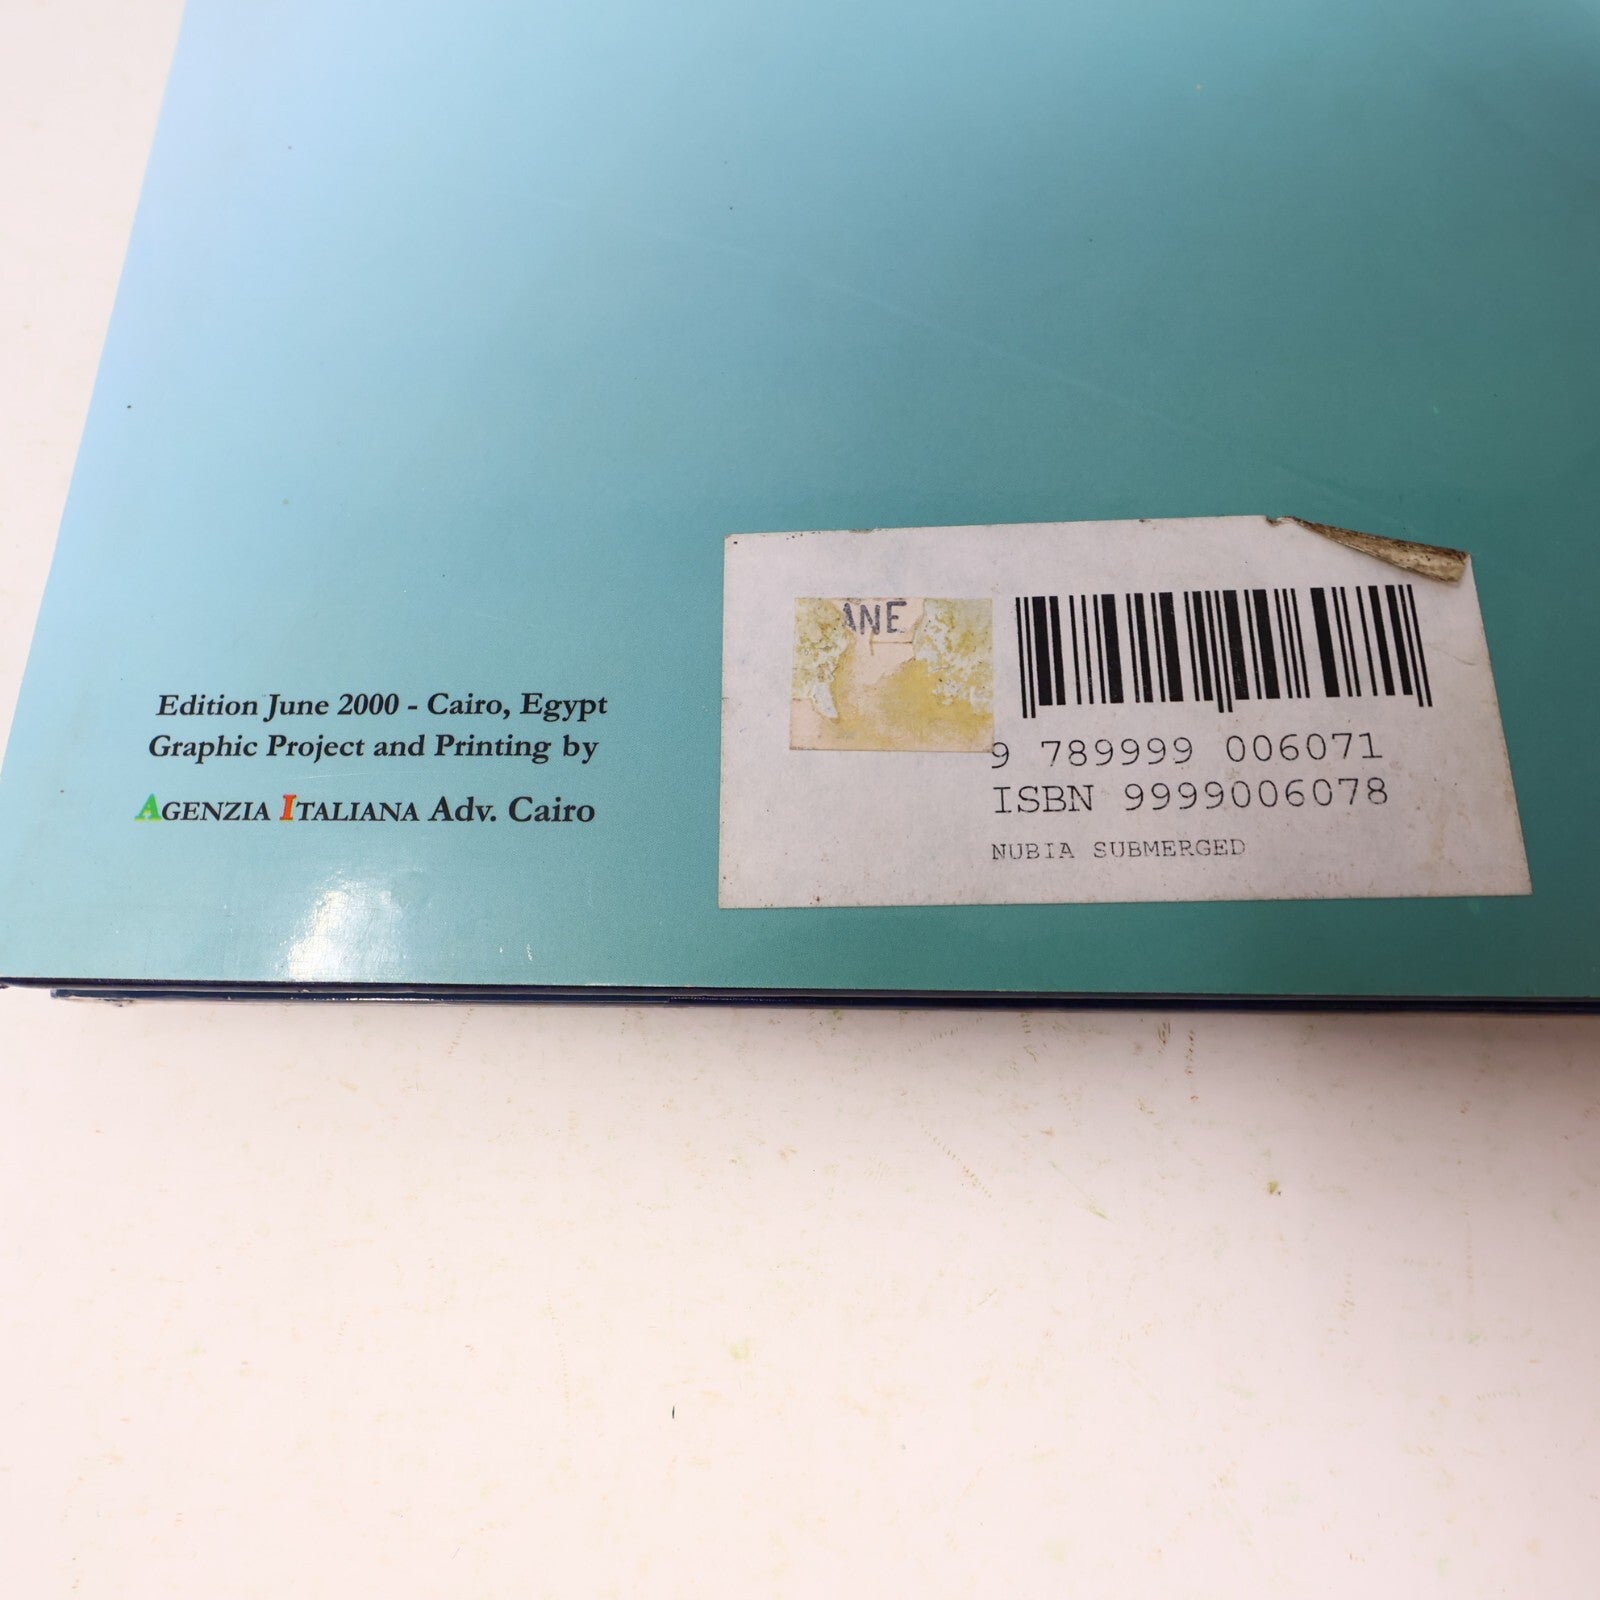 Edition June 2000 - Cairo, Egypt
Graphic Project and Printing by
AGENZIA ITALIANA Adv. Cairo
ANE
9 789999 006071
ISBN 9999006078
NUBIA SUBMERGED